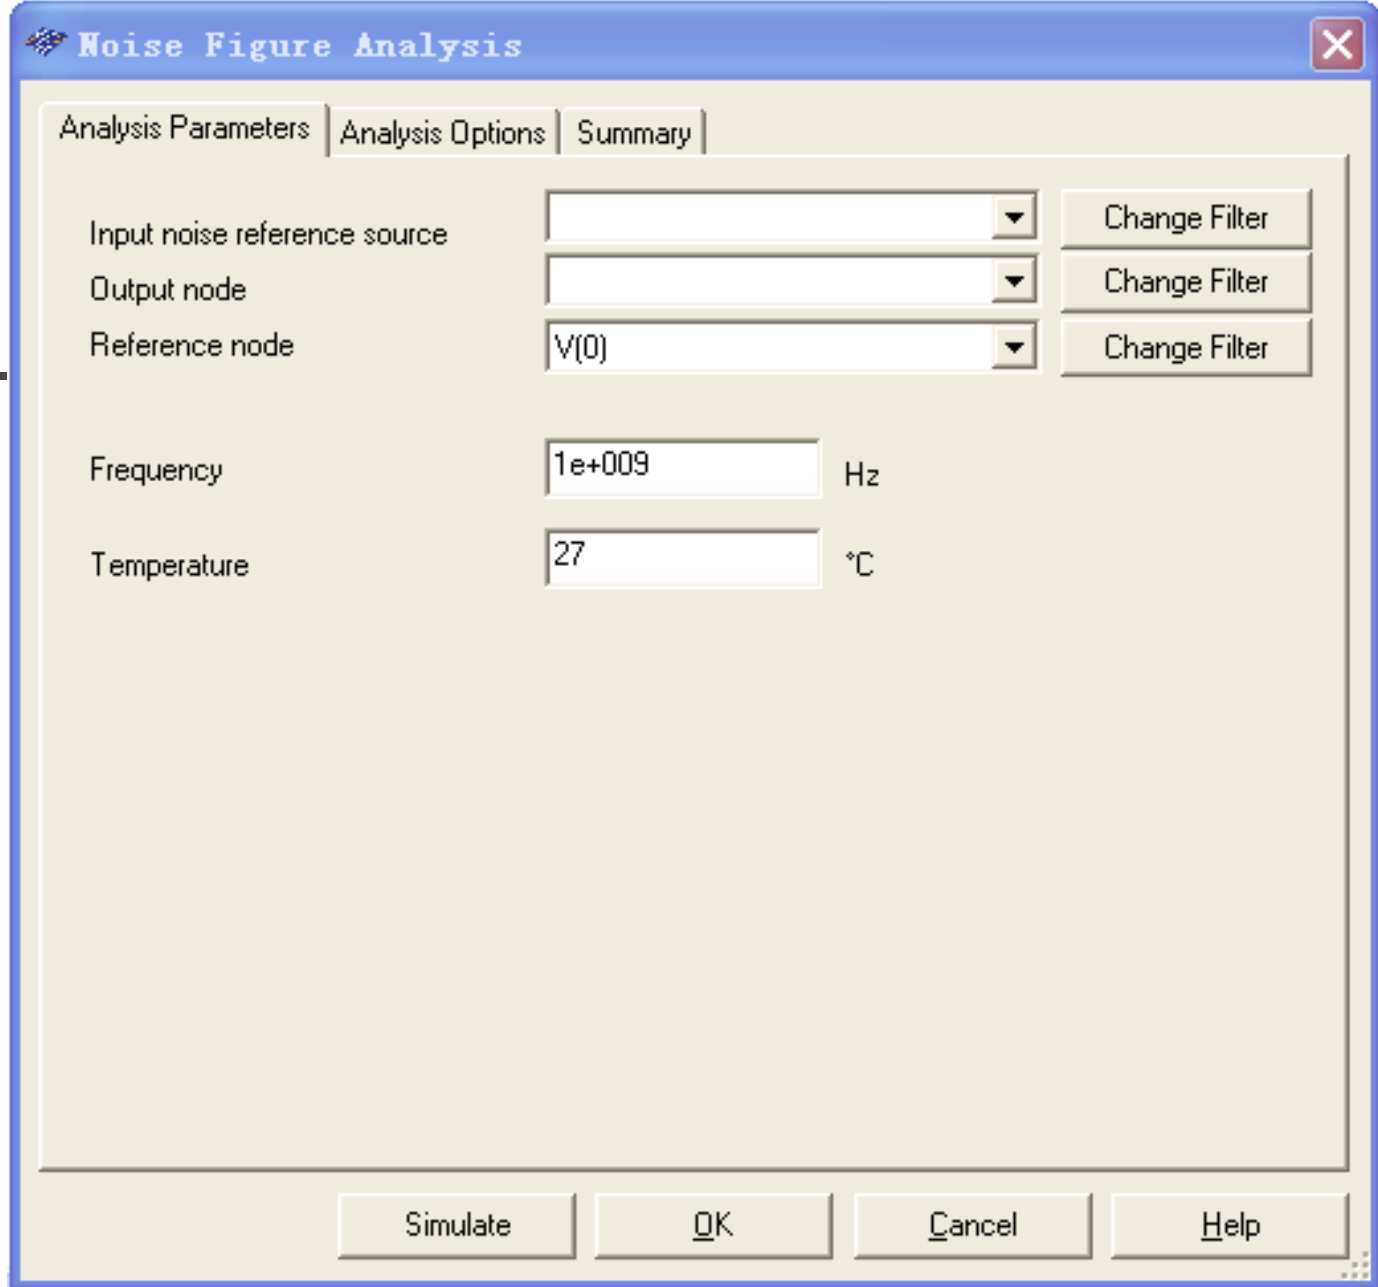 Noise Figure Analysis
Analysis Parameters Analysis Options Summary
Input noise reference source Change Filter
Output node Change Filter
Reference node V(0) Change Filter
Frequency 1e+009 Hz
Temperature 27 °C
Simulate OK Cancel Help